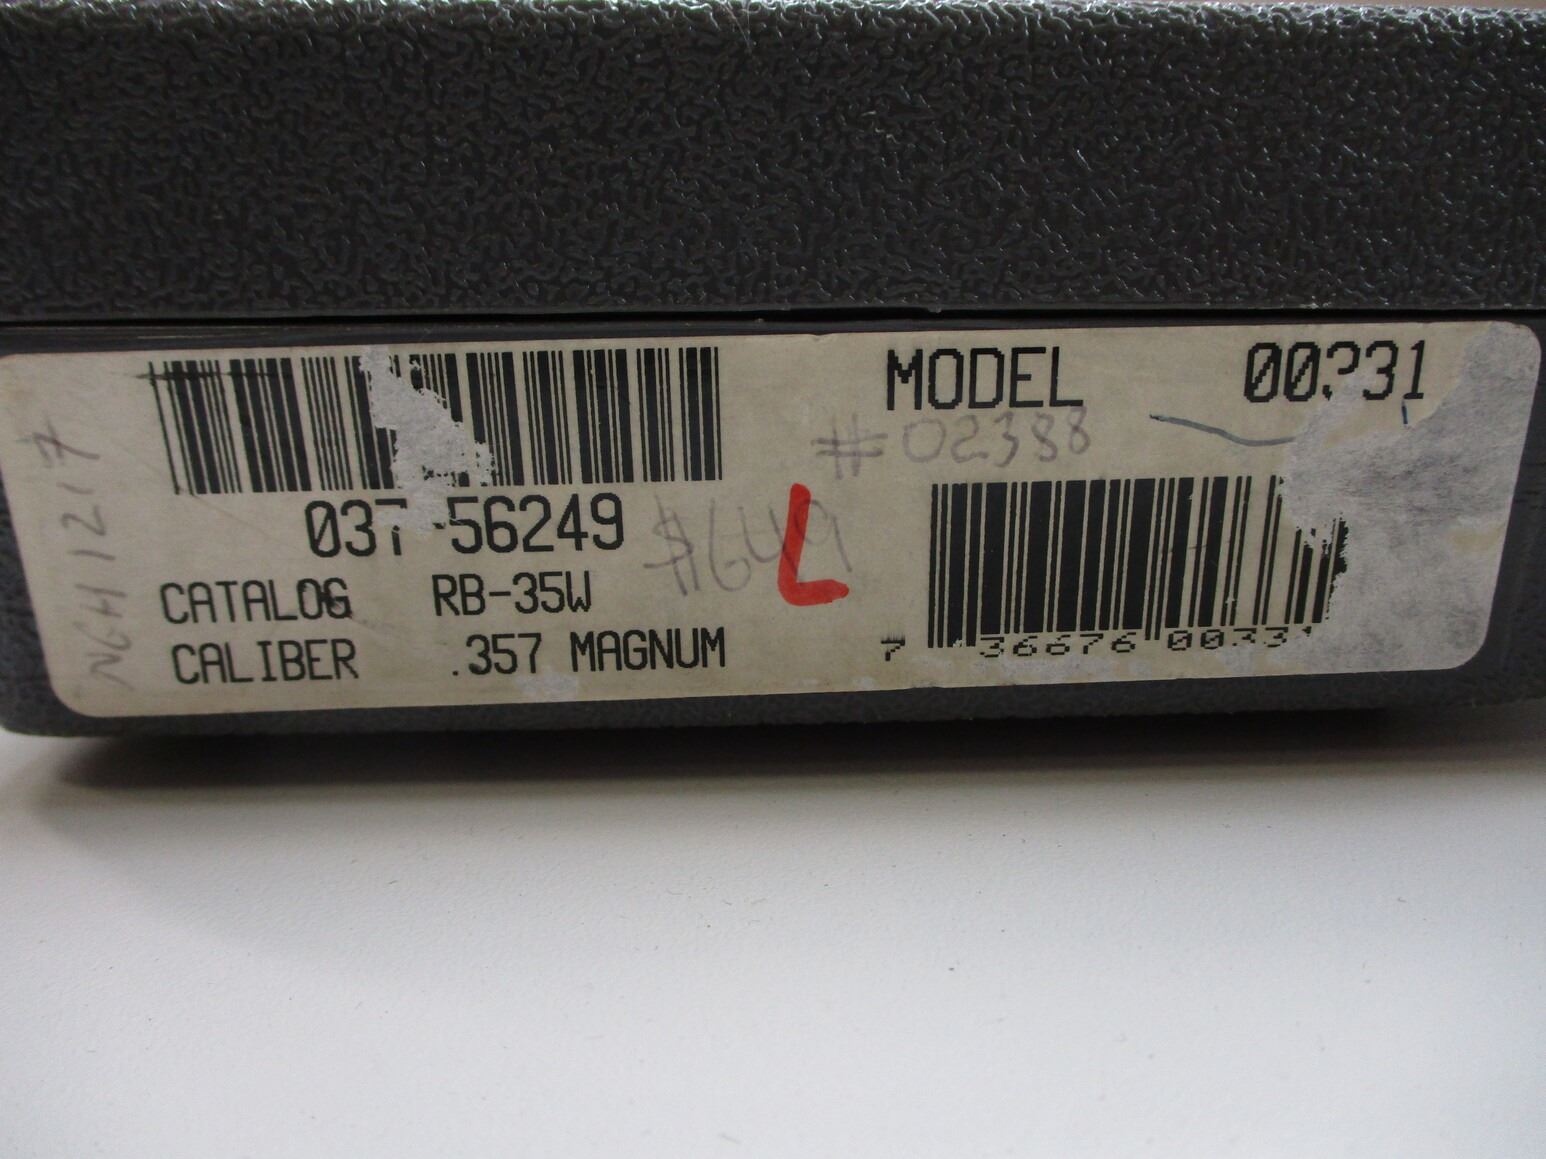 MODEL 00331
#02388
037-56249
$649
L
CATALOG RB-35W
CALIBER .357 MAGNUM
7 36676 00331